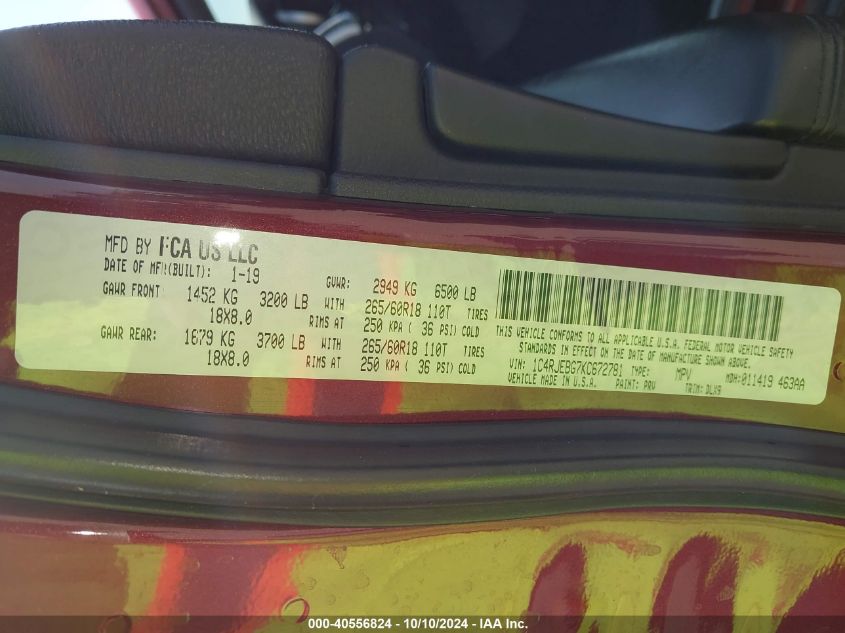 MFD BY FCA US LLC
DATE OF MFR(BUILT): 1-19
GVWR: 2949 KG 6500 LB
GAWR FRONT: 1452 KG 3200 LB WITH 265/60R18 110T TIRES
18X8.0 RIMS AT 250 KPA ( 36 PSI) COLD
GAWR REAR: 1679 KG 3700 LB WITH 265/60R18 110T TIRES
18X8.0 RIMS AT 250 KPA ( 36 PSI) COLD
THIS VEHICLE CONFORMS TO ALL APPLICABLE U.S.A. FEDERAL MOTOR VEHICLE SAFETY
STANDARDS IN EFFECT ON THE DATE OF MANUFACTURE SHOWN ABOVE.
VIN: 1C4RJEBG7KC672781 TYPE: MPV MDH:011419 463AA
VEHICLE MADE IN U.S.A. PAINT: PRV TRIM: DLX9
000-40556824 - 10/10/2024 - IAA Inc.